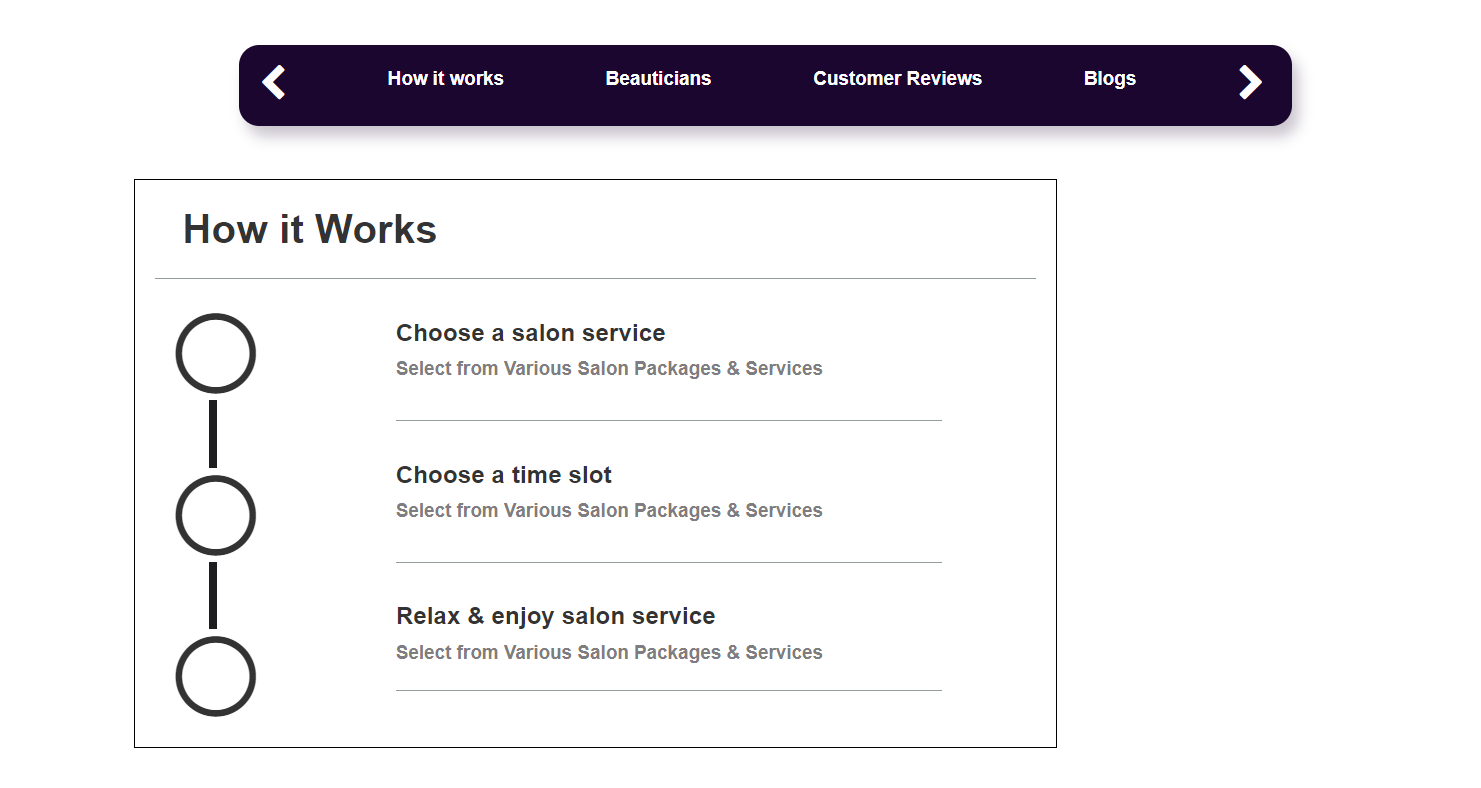 How it works Beauticians Customer Reviews Blogs
How it Works
Choose a salon service
Select from Various Salon Packages & Services
Choose a time slot
Select from Various Salon Packages & Services
Relax & enjoy salon service
Select from Various Salon Packages & Services